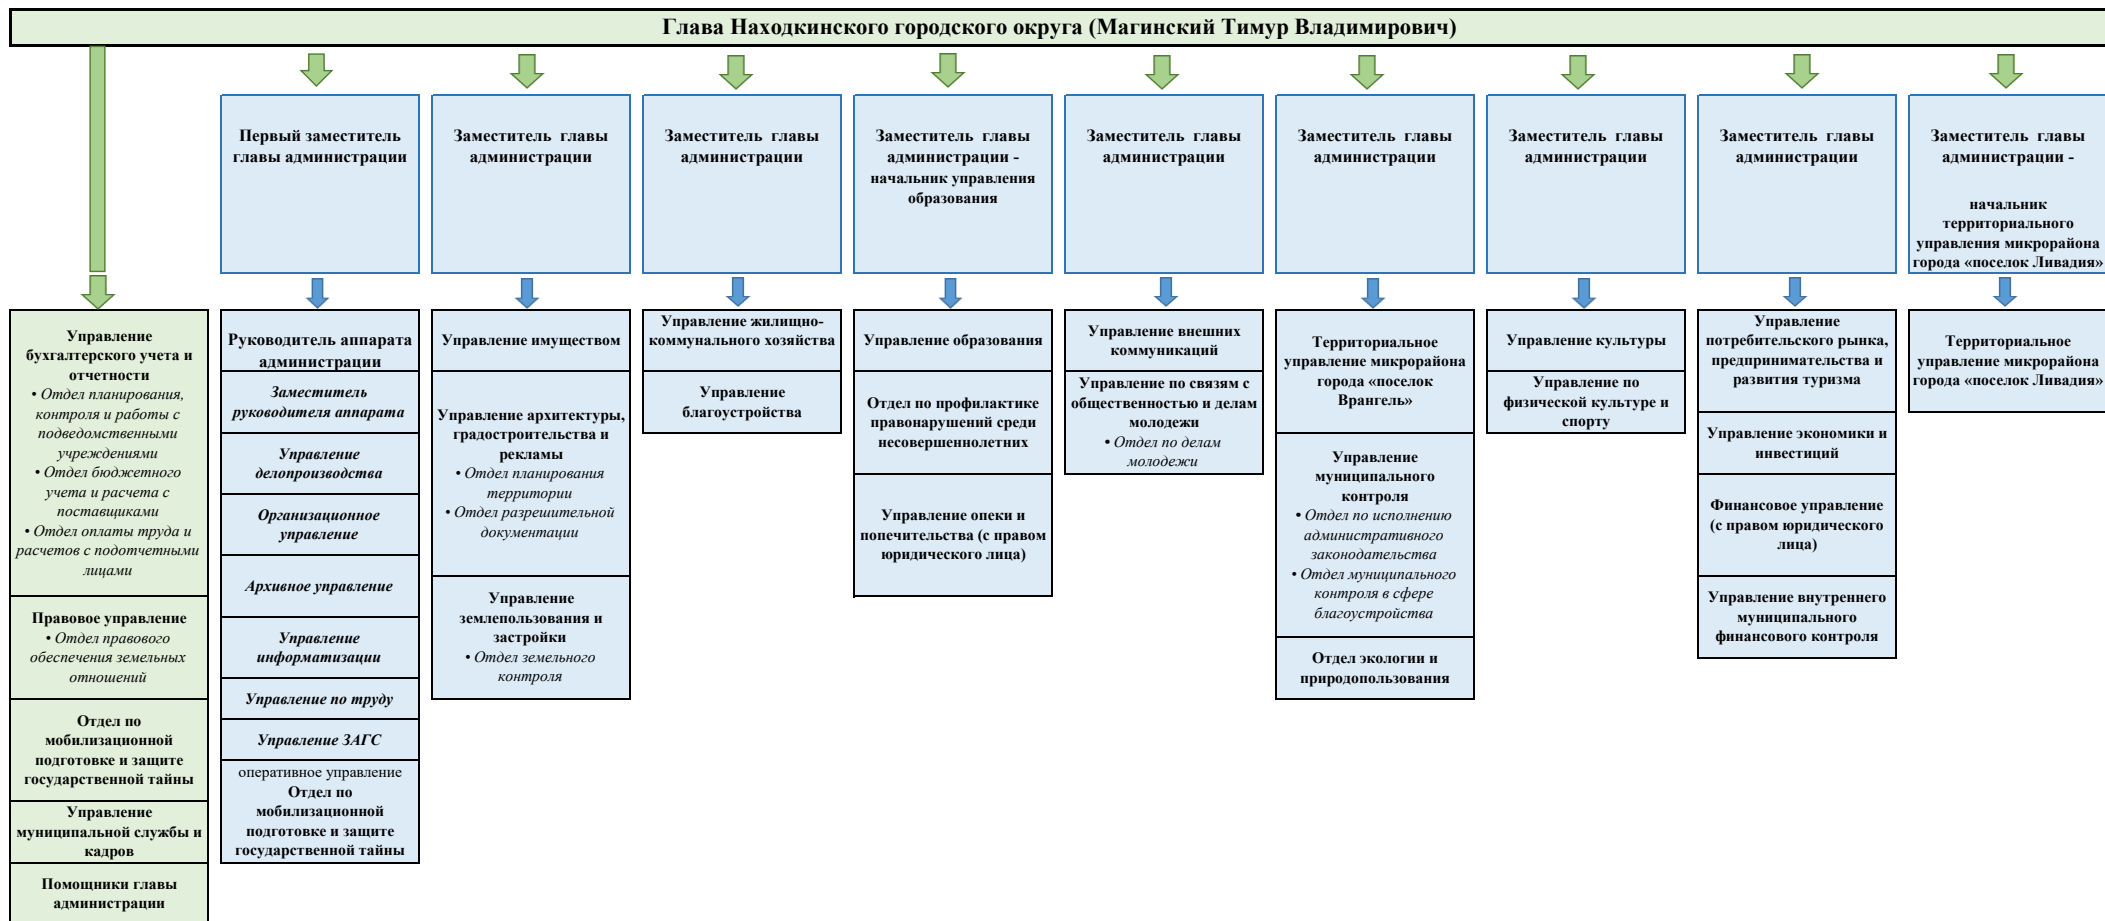 Глава Находкинского городского округа (Магинский Тимур Владимирович)
Первый заместитель
главы администрации
Заместитель главы
администрации
Заместитель главы
администрации
Заместитель главы
администрации -
начальник управления
образования
Заместитель главы
администрации
Заместитель главы
администрации
Заместитель главы
администрации
Заместитель главы
администрации
Заместитель главы
администрации -
начальник
территориального
управления микрорайона
города «поселок Ливадия»
Управление
бухгалтерского учета и
отчетности
• Отдел планирования,
контроля и работы с
подведомственными
учреждениями
• Отдел бюджетного
учета и расчета с
поставщиками
• Отдел оплаты труда и
расчетов с подотчетными
лицами
Правовое управление
• Отдел правового
обеспечения земельных
отношений
Отдел по
мобилизационной
подготовке и защите
государственной тайны
Управление
муниципальной службы и
кадров
Помощники главы
администрации
Руководитель аппарата
администрации
Заместитель
руководителя аппарата
Управление
делопроизводства
Организационное
управление
Архивное управление
Управление
информатизации
Управление по труду
Управление ЗАГС
оперативное управление
Отдел по
мобилизационной
подготовке и защите
государственной тайны
Управление имуществом
Управление архитектуры,
градостроительства и
рекламы
• Отдел планирования
территории
• Отдел разрешительной
документации
Управление
землепользования и
застройки
• Отдел земельного
контроля
Управление жилищно-
коммунального хозяйства
Управление
благоустройства
Управление образования
Отдел по профилактике
правонарушений среди
несовершеннолетних
Управление опеки и
попечительства (с правом
юридического лица)
Управление внешних
коммуникаций
Управление по связям с
общественностью и делам
молодежи
• Отдел по делам
молодежи
Территориальное
управление микрорайона
города «поселок
Врангель»
Управление
муниципального
контроля
• Отдел по исполнению
административного
законодательства
• Отдел муниципального
контроля в сфере
благоустройства
Отдел экологии и
природопользования
Управление культуры
Управление по
физической культуре и
спорту
Управление
потребительского рынка,
предпринимательства и
развития туризма
Управление экономики и
инвестиций
Финансовое управление
(с правом юридического
лица)
Управление внутреннего
муниципального
финансового контроля
Территориальное
управление микрорайона
города «поселок Ливадия»